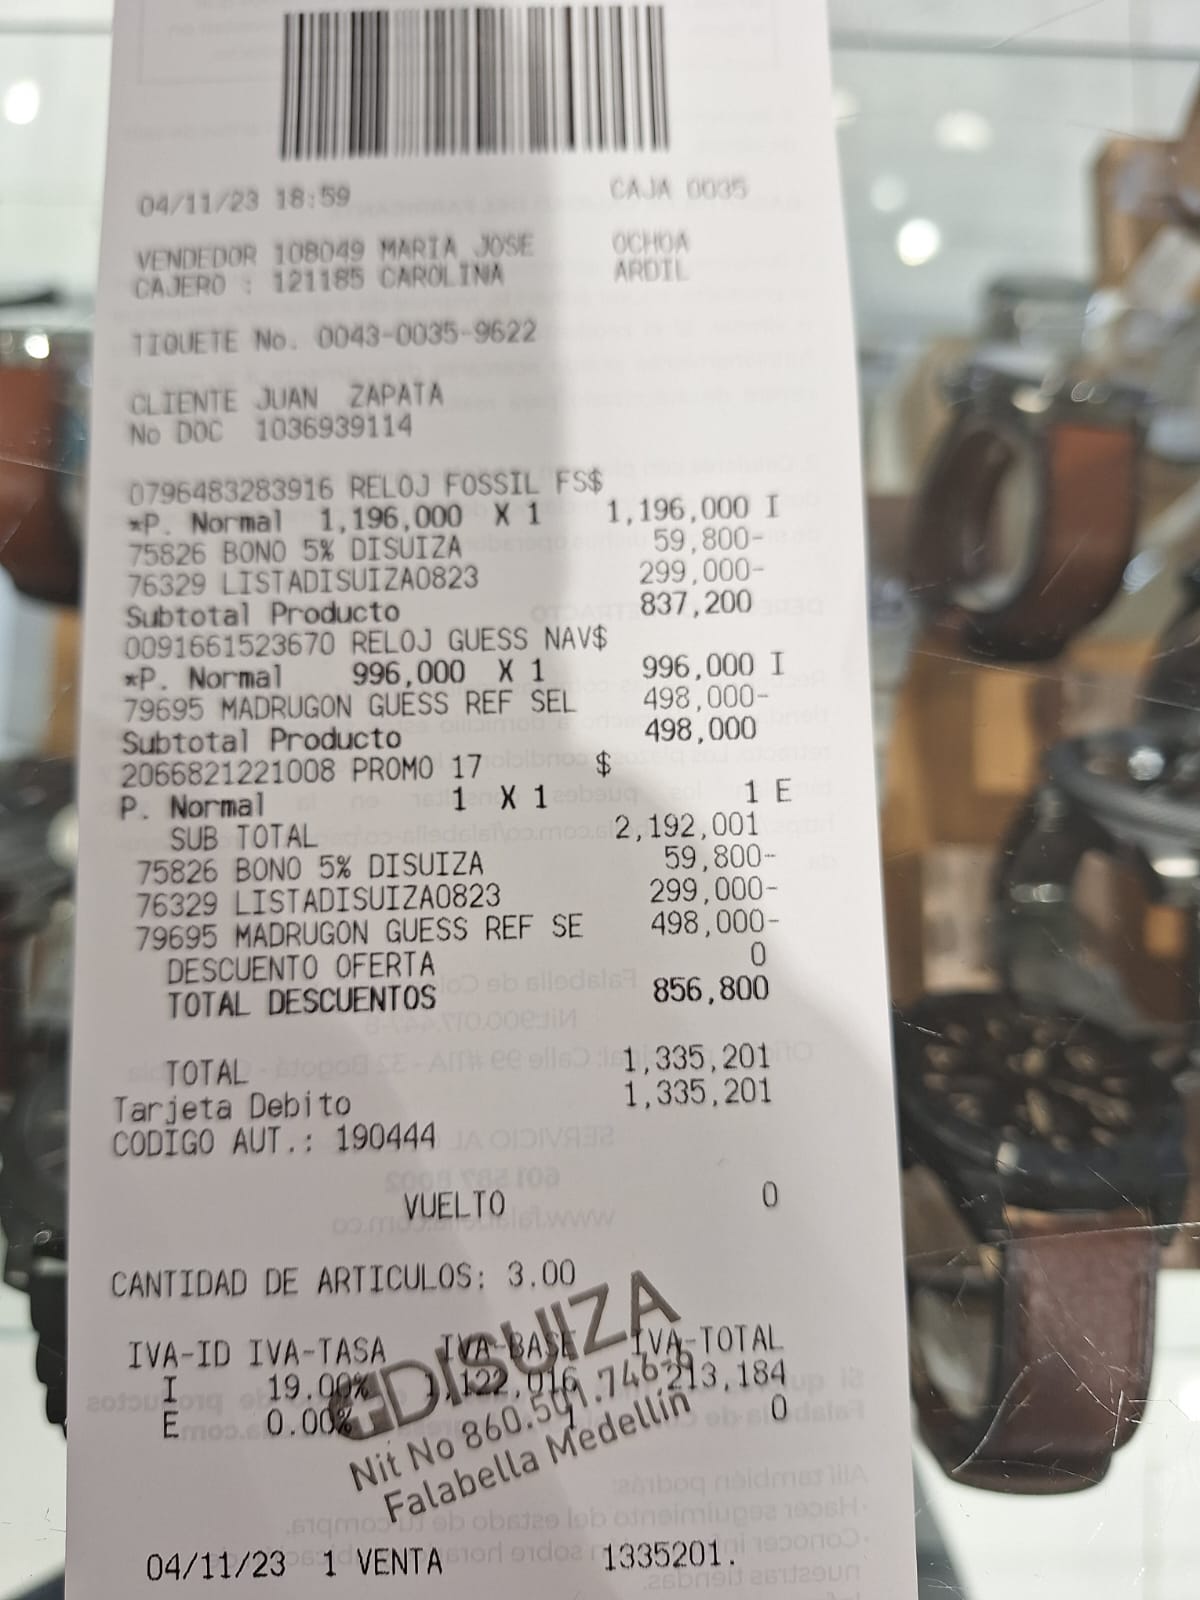 04/11/23 18:59 CAJA 0035
VENDEDOR 108049 MARIA JOSE OCHOA
CAJERO : 121185 CAROLINA ARDIL
TIQUETE No. 0043-0035-9622
CLIENTE JUAN ZAPATA
No DOC 1036939114
0796483283916 RELOJ FOSSIL FS$
*P. Normal 1,196,000 X 1 1,196,000 I
75826 BONO 5% DISUIZA 59,800-
76329 LISTADISUIZA0823 299,000-
Subtotal Producto 837,200
0091661523670 RELOJ GUESS NAV$
*P. Normal 996,000 X 1 996,000 I
79695 MADRUGON GUESS REF SEL 498,000-
Subtotal Producto 498,000
2066821221008 PROMO 17 $
P. Normal 1 X 1 1 E
SUB TOTAL 2,192,001
75826 BONO 5% DISUIZA 59,800-
76329 LISTADISUIZA0823 299,000-
79695 MADRUGON GUESS REF SE 498,000-
DESCUENTO OFERTA 0
TOTAL DESCUENTOS 856,800
TOTAL 1,335,201
Tarjeta Debito 1,335,201
CODIGO AUT.: 190444
VUELTO 0
CANTIDAD DE ARTICULOS: 3.00
IVA-ID IVA-TASA IVA-BASE IVA-TOTAL
I 19.00% 1,122,016 213,184
E 0.00% 1 0
DISUIZA
Nit No 860.501.746-9
Falabella Medellin
04/11/23 1 VENTA 1335201.